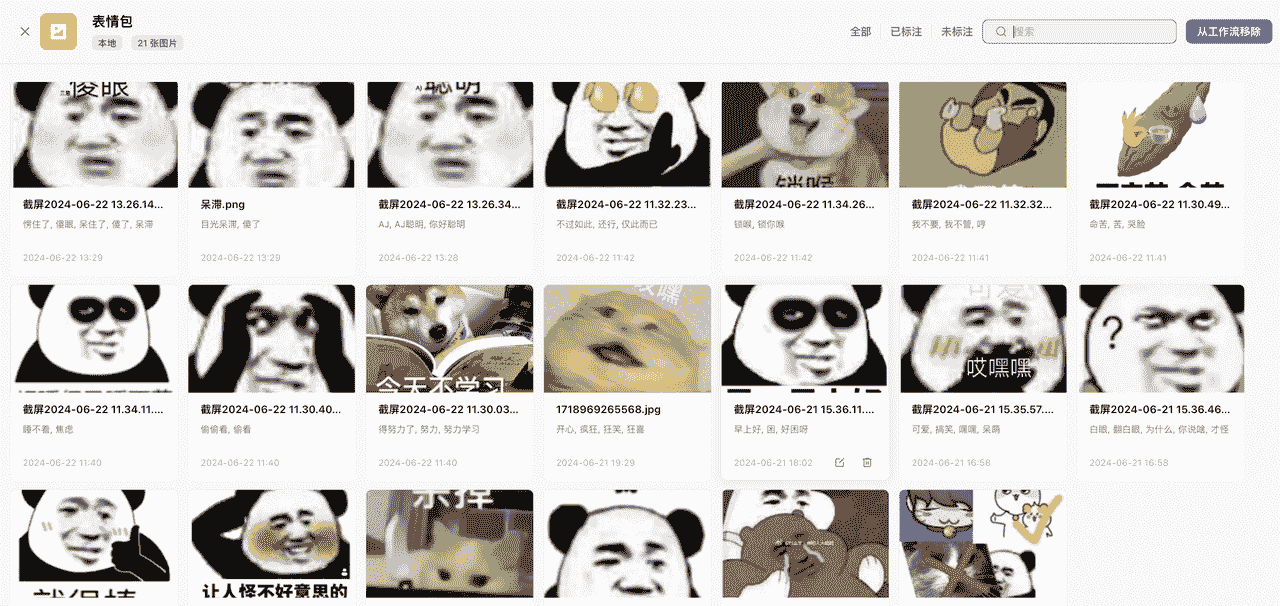 表情包
本地
21 张图片
全部
已标注
未标注
搜索
从工作流移除
傻眼
聪明
锁喉
截屏2024-06-22 13.26.14...
愣住了, 傻眼, 呆住了, 傻了, 呆滞
2024-06-22 13:29
呆滞.png
目光呆滞, 傻了
2024-06-22 13:29
截屏2024-06-22 13.26.34...
AJ, AJ聪明, 你好聪明
2024-06-22 13:28
截屏2024-06-22 11.32.23...
不过如此, 还行, 仅此而已
2024-06-22 11:42
截屏2024-06-22 11.34.26...
锁喉, 锁你喉
2024-06-22 11:42
截屏2024-06-22 11.32.32...
我不要, 我不管, 哼
2024-06-22 11:41
截屏2024-06-22 11.30.49...
命苦, 苦, 哭脸
2024-06-22 11:41
今天不学习
可爱
哎嘿嘿
?
截屏2024-06-22 11.34.11....
睡不着, 焦虑
2024-06-22 11:40
截屏2024-06-22 11.30.40...
偷偷看, 偷看
2024-06-22 11:40
截屏2024-06-22 11.30.03...
得努力了, 努力, 努力学习
2024-06-22 11:40
1718969265568.jpg
开心, 疯狂, 狂笑, 狂喜
2024-06-21 19:29
截屏2024-06-21 15.36.11....
早上好, 困, 好困呀
2024-06-21 18:02
截屏2024-06-21 15.35.57....
可爱, 搞笑, 嘿嘿, 呆萌
2024-06-21 16:58
截屏2024-06-21 15.36.46...
白眼, 翻白眼, 为什么, 你说啥, 才怪
2024-06-21 16:58
让人怪不好意思的